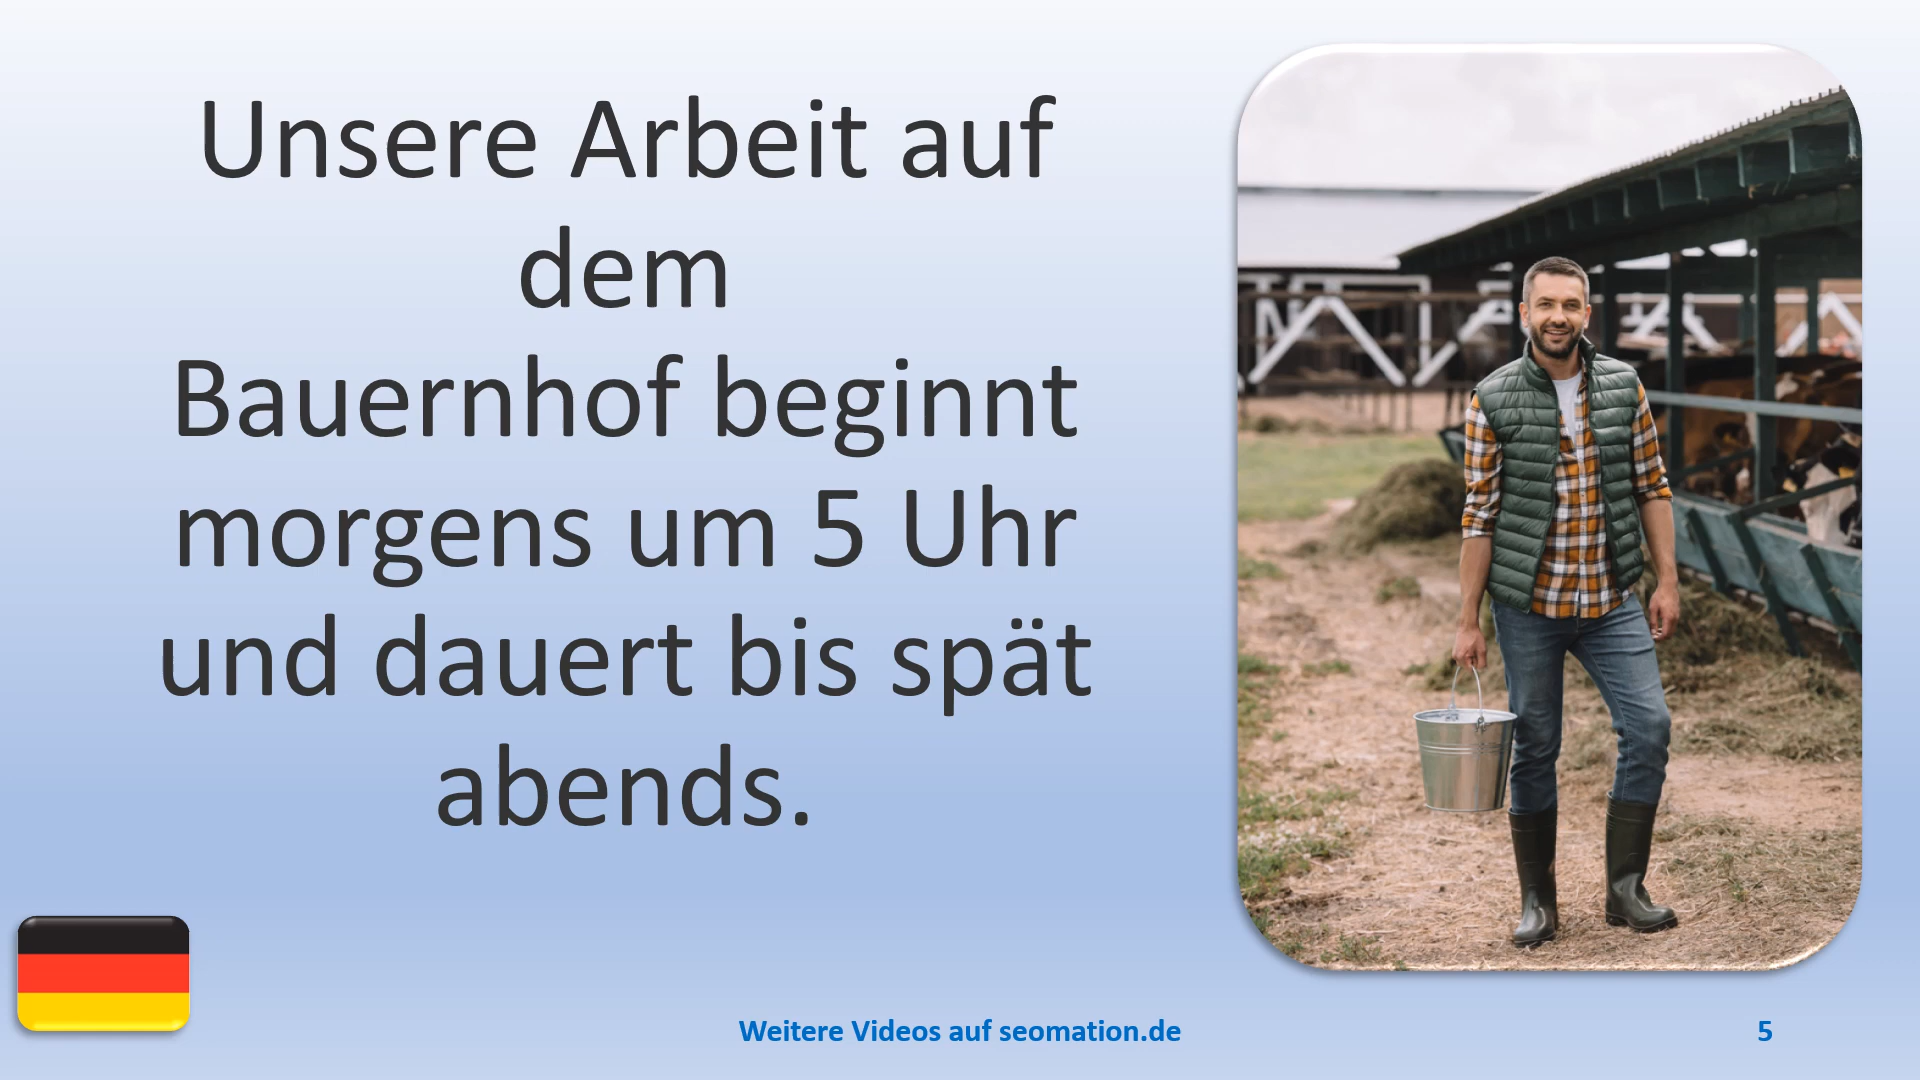 Unsere Arbeit auf
dem
Bauernhof beginnt
morgens um 5 Uhr
und dauert bis spät
abends.
Weitere Videos auf seomation.de
5